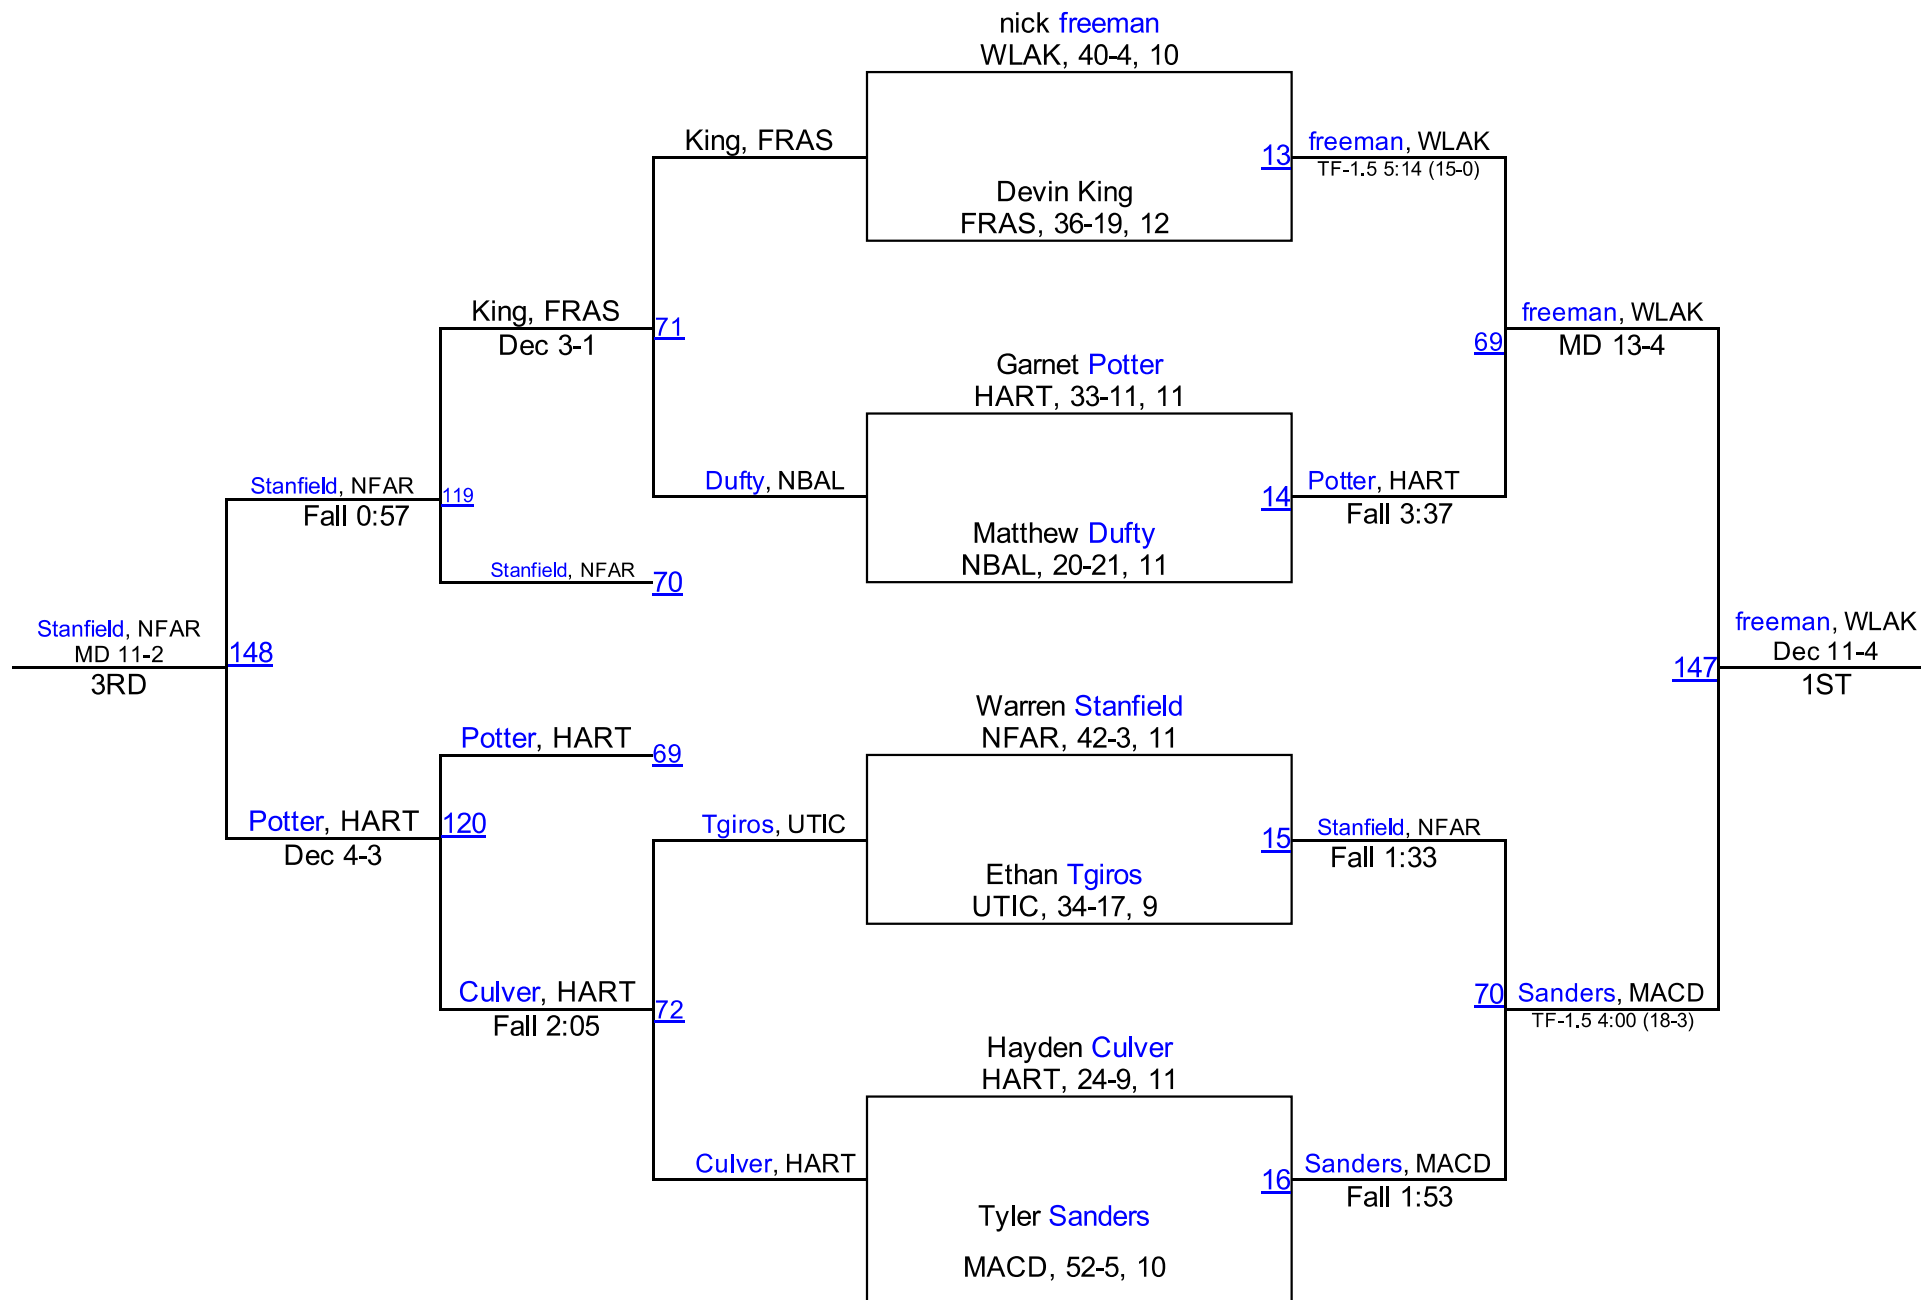 nick freeman
WLAK, 40-4, 10
King, FRAS
13
freeman, WLAK
TF-1.5 5:14 (15-0)
Devin King
FRAS, 36-19, 12
King, FRAS
Dec 3-1
71
freeman, WLAK
MD 13-4
69
Garnet Potter
HART, 33-11, 11
Stanfield, NFAR
Fall 0:57
119
Dufty, NBAL
14
Potter, HART
Fall 3:37
Matthew Dufty
NBAL, 20-21, 11
Stanfield, NFAR
70
Stanfield, NFAR
MD 11-2
3RD
148
147
freeman, WLAK
Dec 11-4
1ST
Warren Stanfield
NFAR, 42-3, 11
Potter, HART
69
Potter, HART
Dec 4-3
120
Tgiros, UTIC
15
Stanfield, NFAR
Fall 1:33
Ethan Tgiros
UTIC, 34-17, 9
Culver, HART
Fall 2:05
72
70
Sanders, MACD
TF-1.5 4:00 (18-3)
Hayden Culver
HART, 24-9, 11
Culver, HART
16
Sanders, MACD
Fall 1:53
Tyler Sanders
MACD, 52-5, 10